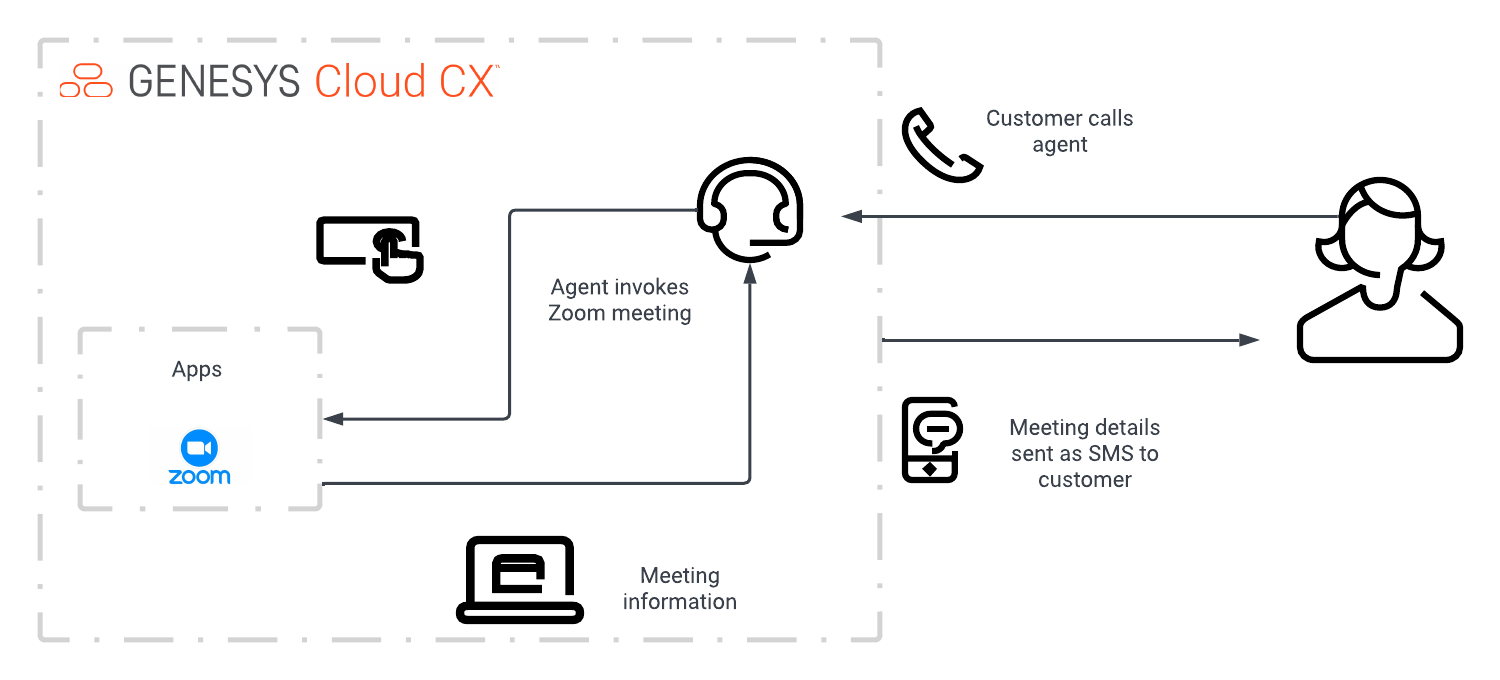 GENESYS Cloud CX™
Customer calls
agent
Agent invokes
Zoom meeting
Apps
zoom
Meeting details
sent as SMS to
customer
Meeting
information